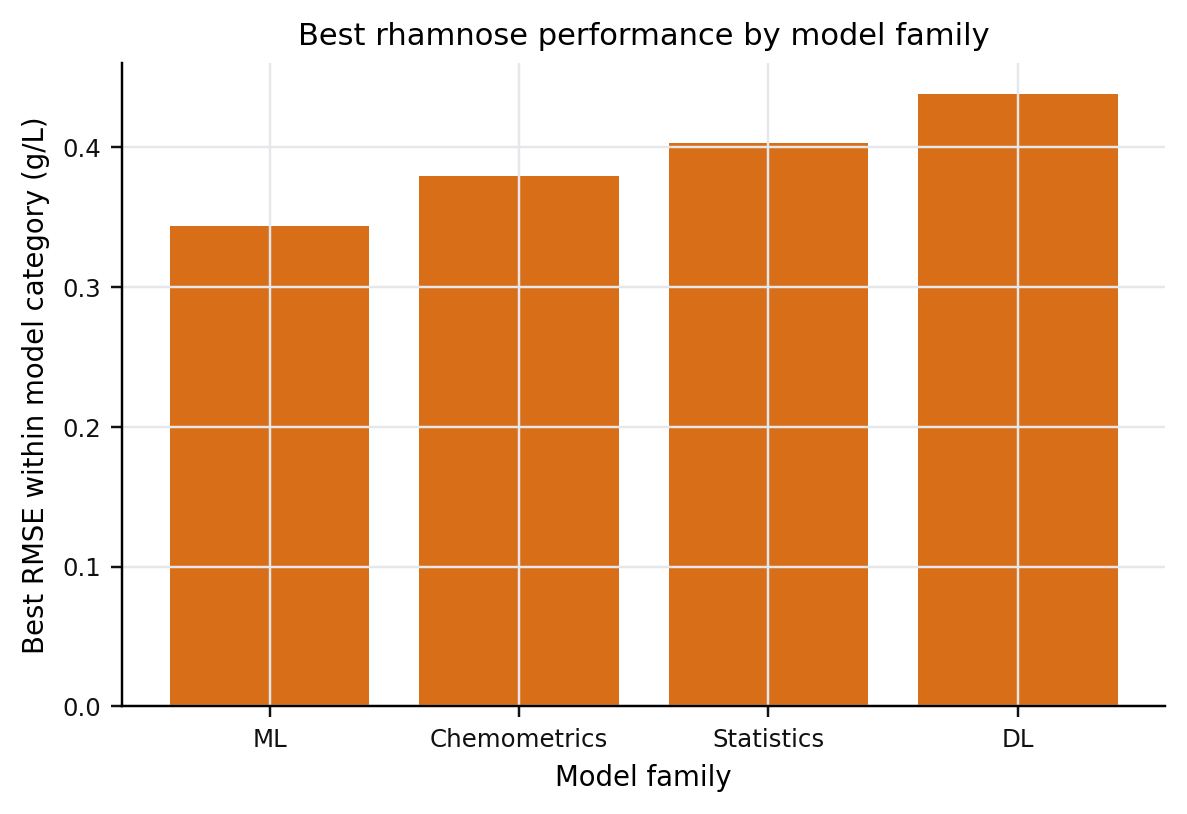 Best rhamnose performance by model family
Best RMSE within model category (g/L)
0.4
0.3
0.2
0.1
0.0
ML
Chemometrics
Statistics
DL
Model family